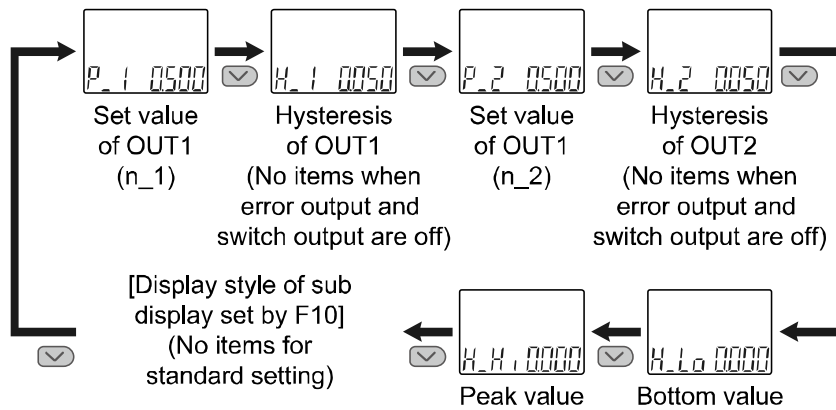 P_1 0.500
H_1 0.050
P_2 0.500
H_2 0.050
Set value
of OUT1
(n_1)
Hysteresis
of OUT1
(No items when
error output and
switch output are off)
Set value
of OUT1
(n_2)
Hysteresis
of OUT2
(No items when
error output and
switch output are off)
[Display style of sub
display set by F10]
(No items for
standard setting)
H_Hi 0.000
Peak value
H_Lo 0.000
Bottom value